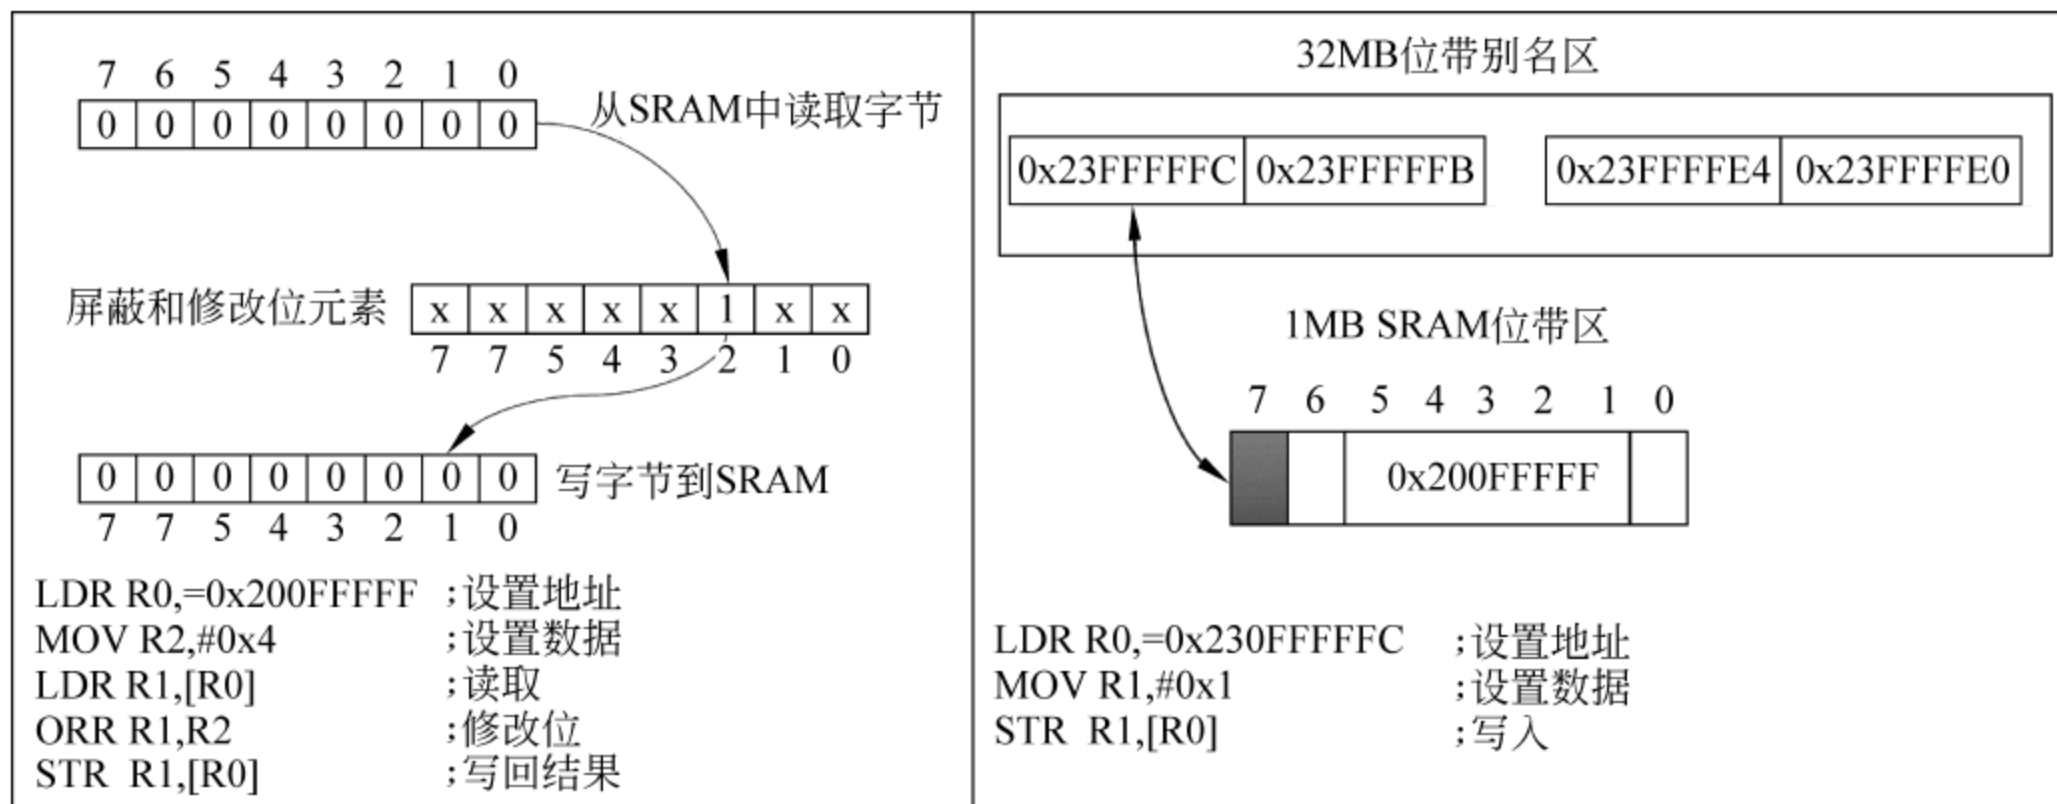 7 6 5 4 3 2 1 0
0 0 0 0 0 0 0 0
从SRAM中读取字节
屏蔽和修改位元素
x x x x x 1 x x
7 7 5 4 3 2 1 0
0 0 0 0 0 0 0 0
写字节到SRAM
7 7 5 4 3 2 1 0
LDR R0,=0x200FFFFF ;设置地址
MOV R2,#0x4 ;设置数据
LDR R1,[R0] ;读取
ORR R1,R2 ;修改位
STR R1,[R0] ;写回结果
32MB位带别名区
0x23FFFFFC 0x23FFFFFB 0x23FFFFE4 0x23FFFFE0
1MB SRAM位带区
7 6 5 4 3 2 1 0
0x200FFFFF
LDR R0,=0x230FFFFFC ;设置地址
MOV R1,#0x1 ;设置数据
STR R1,[R0] ;写入